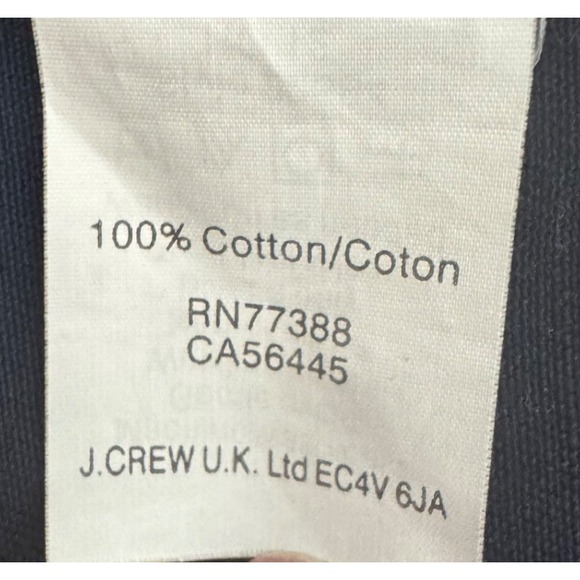 100% Cotton/Coton
RN77388
CA56445
J.CREW U.K. Ltd EC4V 6JA